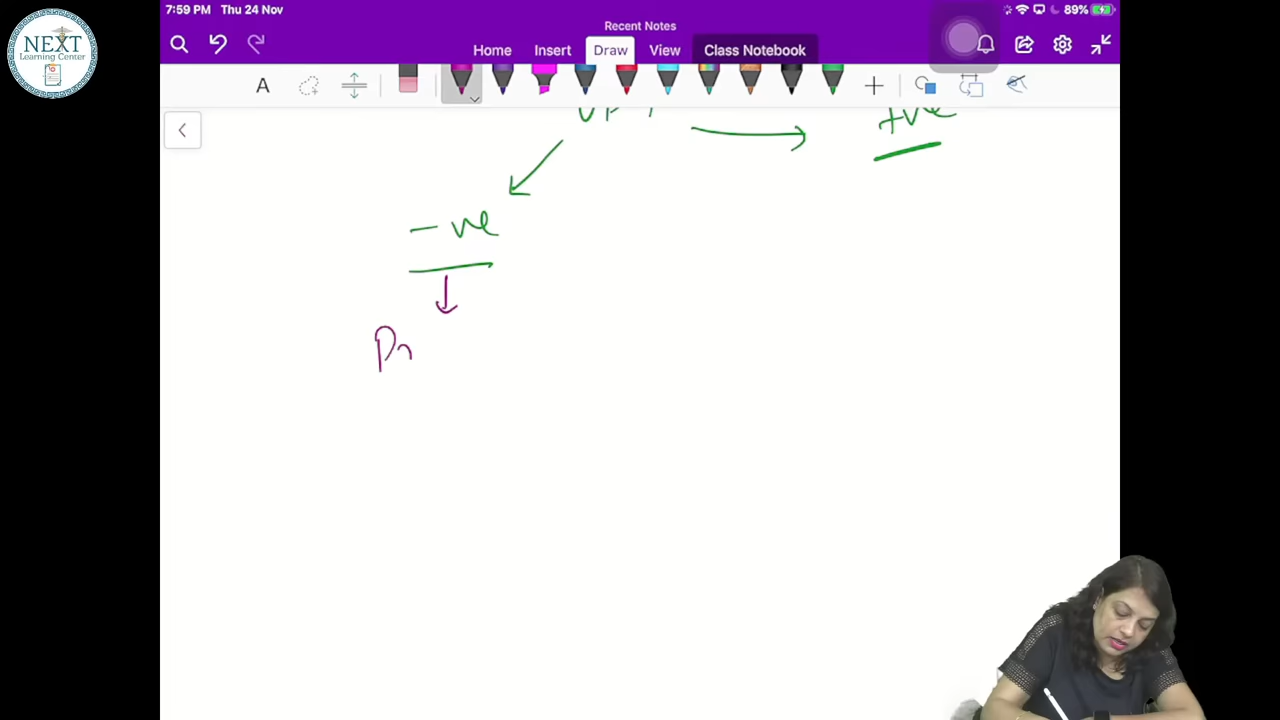 NEXT
Learning Center
7:59 PM Thu 24 Nov
89%
Recent Notes
Home Insert Draw View Class Notebook
A
UPT
+ve
-ve